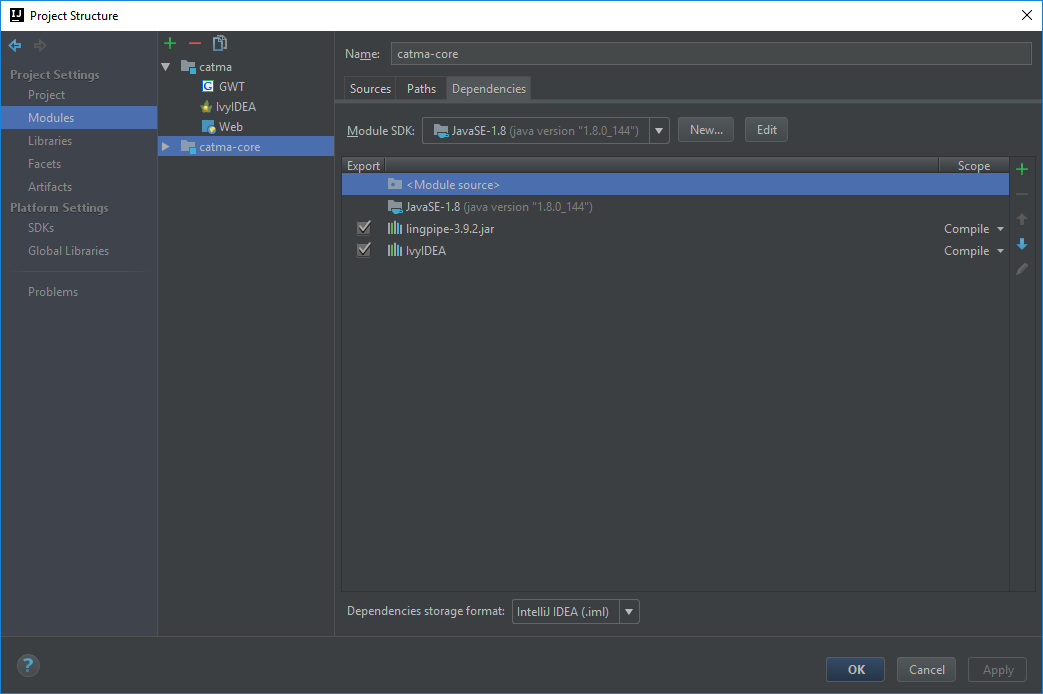 Project Structure
Project Settings
Project
Modules
Libraries
Facets
Artifacts
Platform Settings
SDKs
Global Libraries
Problems
catma
GWT
IvyIDEA
Web
catma-core
Name: catma-core
Sources Paths Dependencies
Module SDK: JavaSE-1.8 (java version "1.8.0_144") New... Edit
Export Scope
<Module source>
JavaSE-1.8 (java version "1.8.0_144")
lingpipe-3.9.2.jar Compile
IvyIDEA Compile
Dependencies storage format: IntelliJ IDEA (.iml)
? OK Cancel Apply